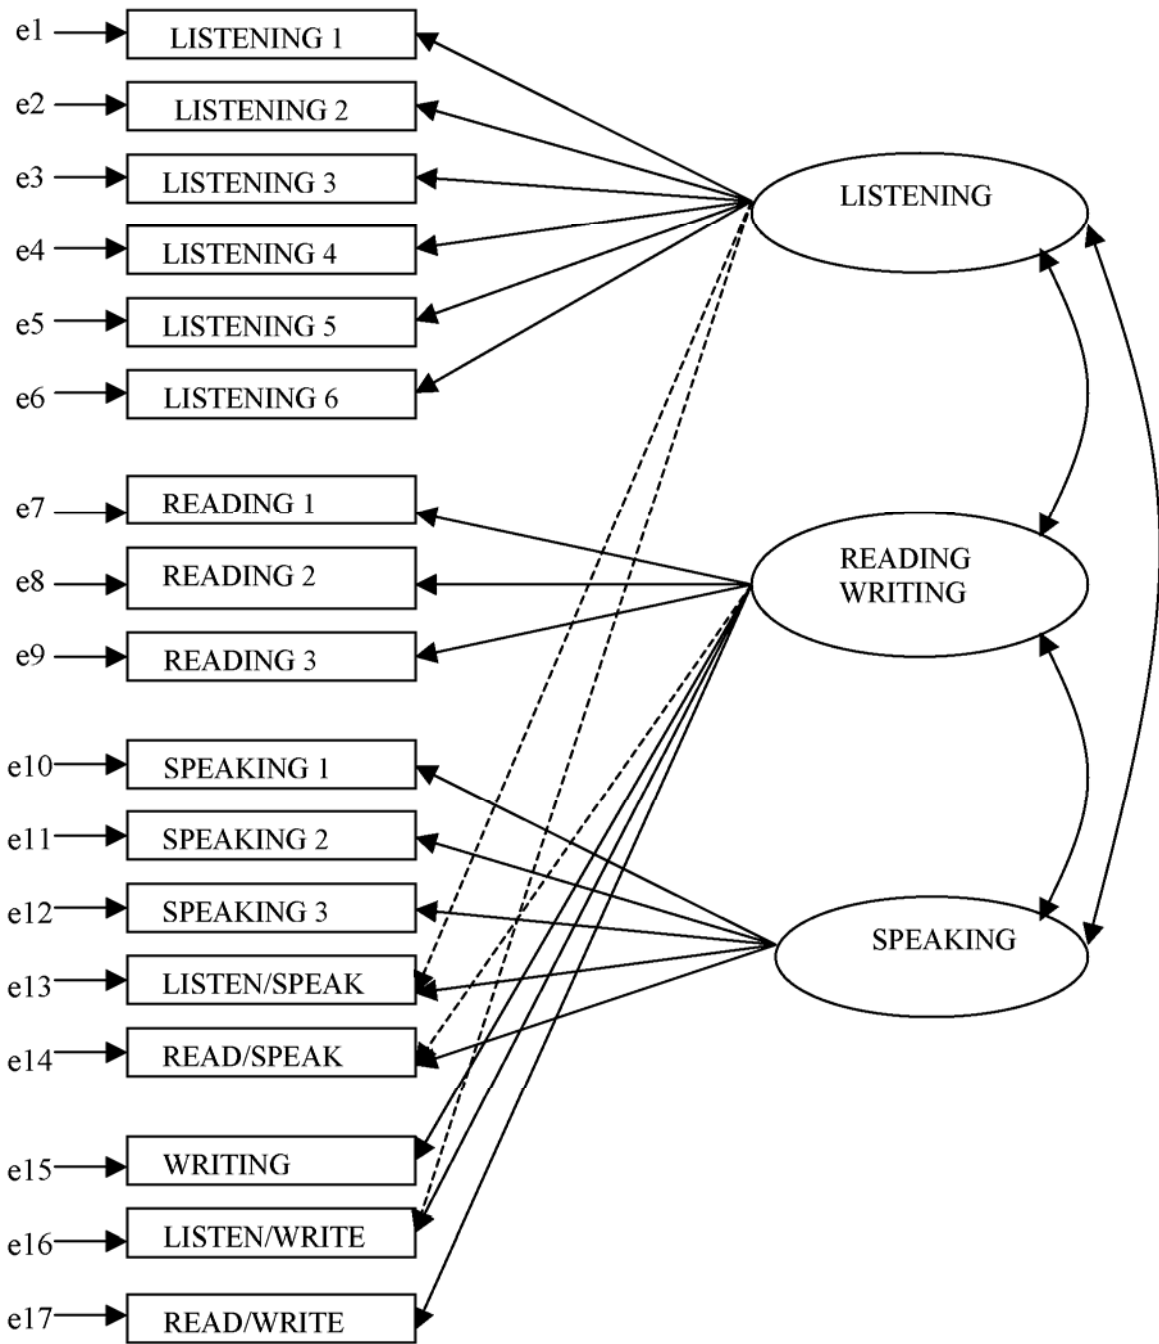 e1
LISTENING 1
e2
LISTENING 2
e3
LISTENING 3
e4
LISTENING 4
e5
LISTENING 5
e6
LISTENING 6
LISTENING
e7
READING 1
e8
READING 2
e9
READING 3
READING
WRITING
e10
SPEAKING 1
e11
SPEAKING 2
e12
SPEAKING 3
e13
LISTEN/SPEAK
e14
READ/SPEAK
SPEAKING
e15
WRITING
e16
LISTEN/WRITE
e17
READ/WRITE